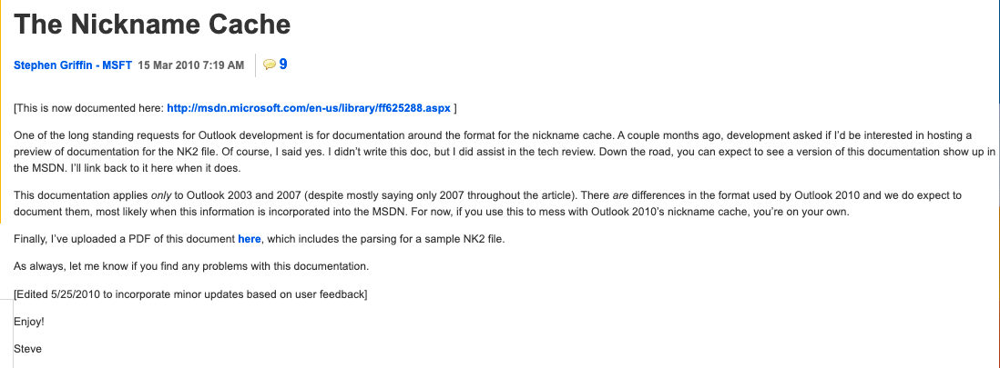 The Nickname Cache
Stephen Griffin - MSFT 15 Mar 2010 7:19 AM 9
[This is now documented here: http://msdn.microsoft.com/en-us/library/ff625288.aspx ]
One of the long standing requests for Outlook development is for documentation around the format for the nickname cache. A couple months ago, development asked if I'd be interested in hosting a
preview of documentation for the NK2 file. Of course, I said yes. I didn't write this doc, but I did assist in the tech review. Down the road, you can expect to see a version of this documentation show up in
the MSDN. I'll link back to it here when it does.
This documentation applies only to Outlook 2003 and 2007 (despite mostly saying only 2007 throughout the article). There are differences in the format used by Outlook 2010 and we do expect to
document them, most likely when this information is incorporated into the MSDN. For now, if you use this to mess with Outlook 2010's nickname cache, you're on your own.
Finally, I've uploaded a PDF of this document here, which includes the parsing for a sample NK2 file.
As always, let me know if you find any problems with this documentation.
[Edited 5/25/2010 to incorporate minor updates based on user feedback]
Enjoy!
Steve